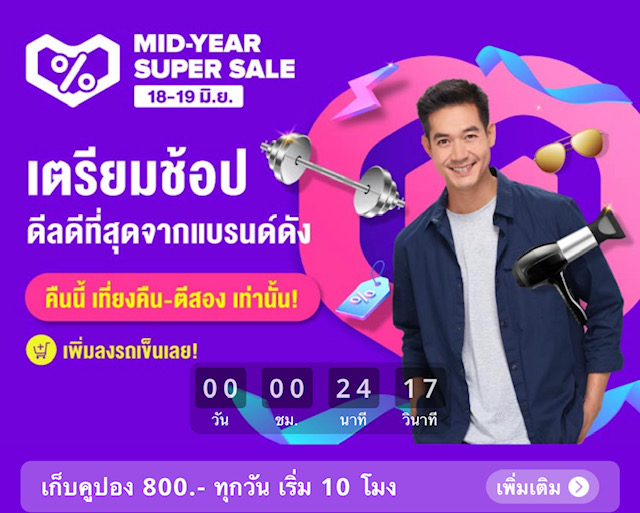 MID-YEAR
SUPER SALE
18-19 มิ.ย.
เตรียมช้อป
ดีลดีที่สุดจากแบรนด์ดัง
คืนนี้ เที่ยงคืน-ตีสอง เท่านั้น!
เพิ่มลงรถเข็นเลย!
00 00 24 17
วัน ชม. นาที วินาที
เก็บคูปอง 800.- ทุกวัน เริ่ม 10 โมง เพิ่มเติม